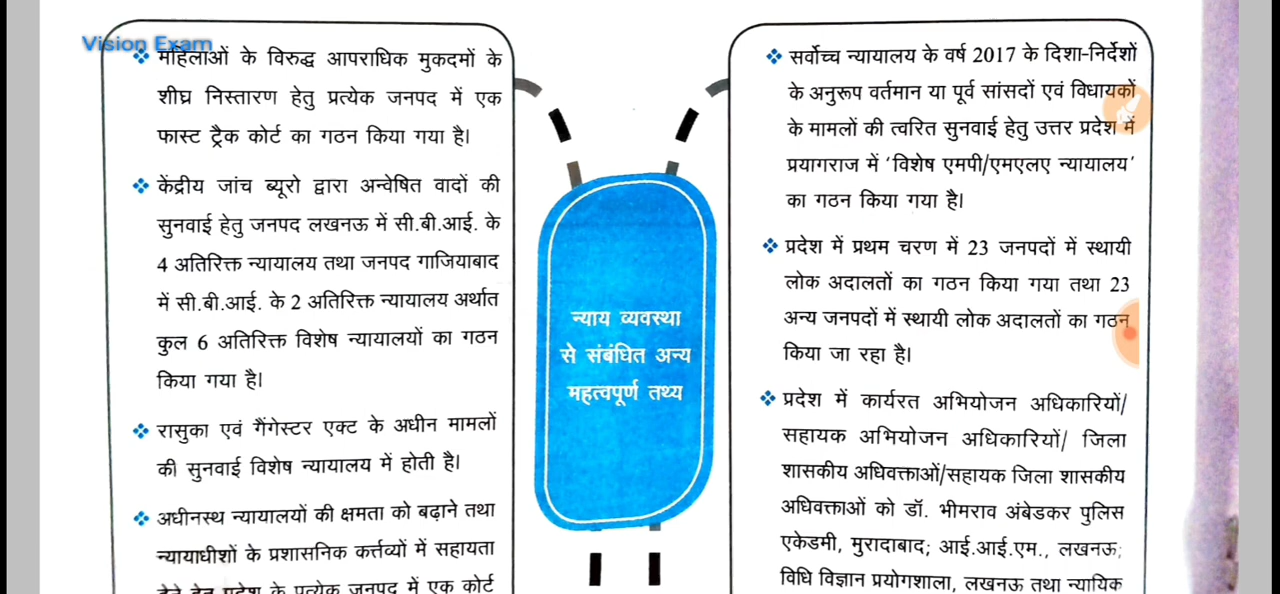 Vision Exam
❖ महिलाओं के विरुद्ध आपराधिक मुकदमों के
शीघ्र निस्तारण हेतु प्रत्येक जनपद में एक
फास्ट ट्रैक कोर्ट का गठन किया गया है।
❖ केंद्रीय जांच ब्यूरो द्वारा अन्वेषित वादों की
सुनवाई हेतु जनपद लखनऊ में सी.बी.आई. के
4 अतिरिक्त न्यायालय तथा जनपद गाजियाबाद
में सी.बी.आई. के 2 अतिरिक्त न्यायालय अर्थात
कुल 6 अतिरिक्त विशेष न्यायालयों का गठन
किया गया है।
❖ रासुका एवं गैंगेस्टर एक्ट के अधीन मामलों
की सुनवाई विशेष न्यायालय में होती है।
❖ अधीनस्थ न्यायालयों की क्षमता को बढ़ाने तथा
न्यायाधीशों के प्रशासनिक कर्त्तव्यों में सहायता
के प्रत्येक जनपद में एक कोर्ट
न्याय व्यवस्था
से संबंधित अन्य
महत्वपूर्ण तथ्य
❖ सर्वोच्च न्यायालय के वर्ष 2017 के दिशा-निर्देशों
के अनुरूप वर्तमान या पूर्व सांसदों एवं विधायकों
के मामलों की त्वरित सुनवाई हेतु उत्तर प्रदेश में
प्रयागराज में ‘विशेष एमपी/एमएलए न्यायालय’
का गठन किया गया है।
❖ प्रदेश में प्रथम चरण में 23 जनपदों में स्थायी
लोक अदालतों का गठन किया गया तथा 23
अन्य जनपदों में स्थायी लोक अदालतों का गठन
किया जा रहा है।
❖ प्रदेश में कार्यरत अभियोजन अधिकारियों/
सहायक अभियोजन अधिकारियों/ जिला
शासकीय अधिवक्ताओं/सहायक जिला शासकीय
अधिवक्ताओं को डॉ. भीमराव अंबेडकर पुलिस
एकेडमी, मुरादाबाद; आई.आई.एम., लखनऊ;
विधि विज्ञान प्रयोगशाला, लखनऊ तथा न्यायिक